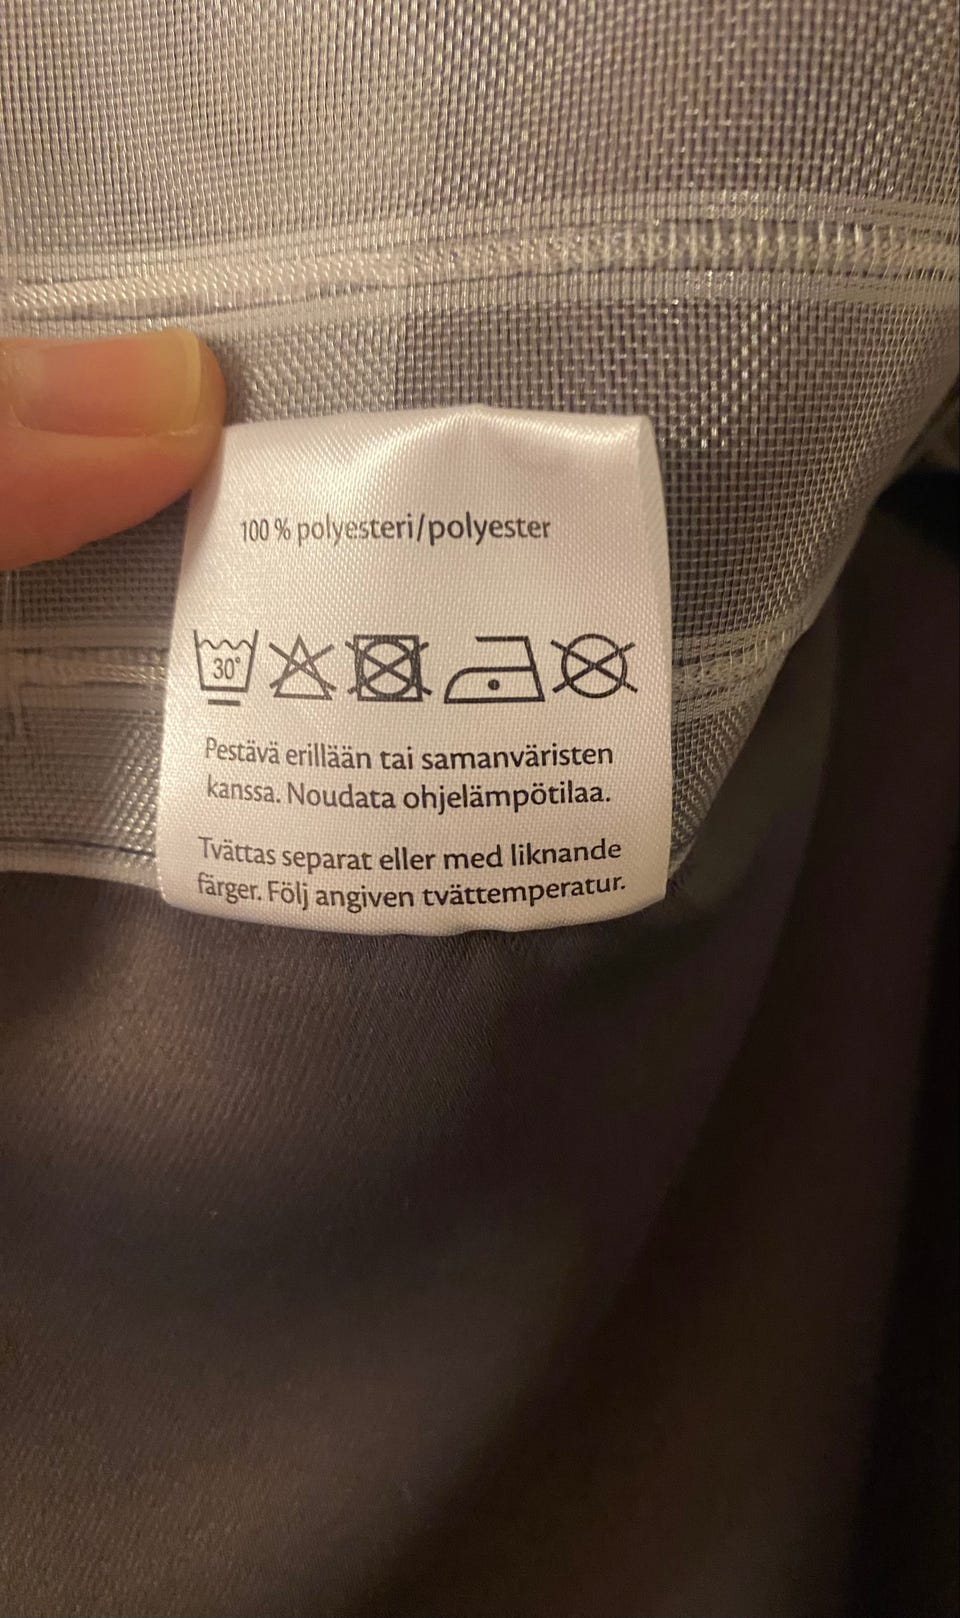 100 % polyesteri/polyester
30°
Pestävä erillään tai samanväristen
kanssa. Noudata ohjelämpötilaa.
Tvättas separat eller med liknande
färger. Följ angiven tvättemperatur.